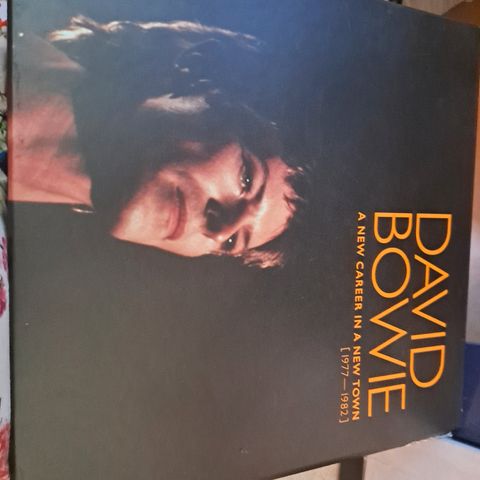 DAVID
BOWIE
A NEW CAREER IN A NEW TOWN
[1977—1982]